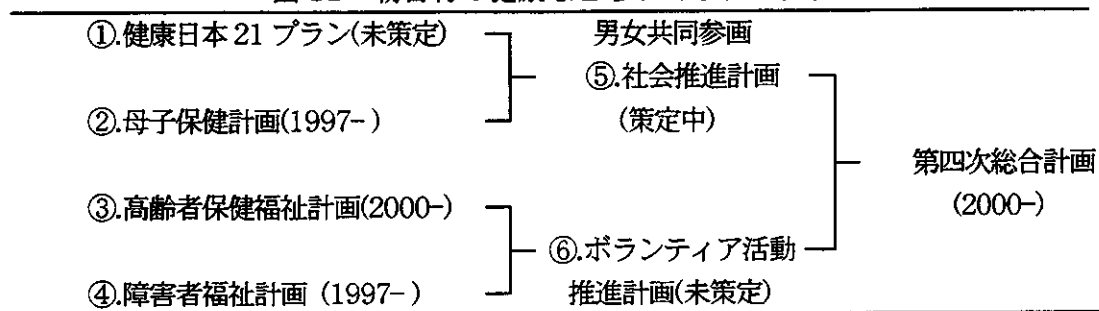 ①.健康日本21プラン(未策定)
男女共同参画
⑤.社会推進計画
②.母子保健計画(1997-)
(策定中)
第四次総合計画
③.高齢者保健福祉計画(2000-)
(2000-)
⑥.ボランティア活動
④.障害者福祉計画 (1997-)
推進計画(未策定)